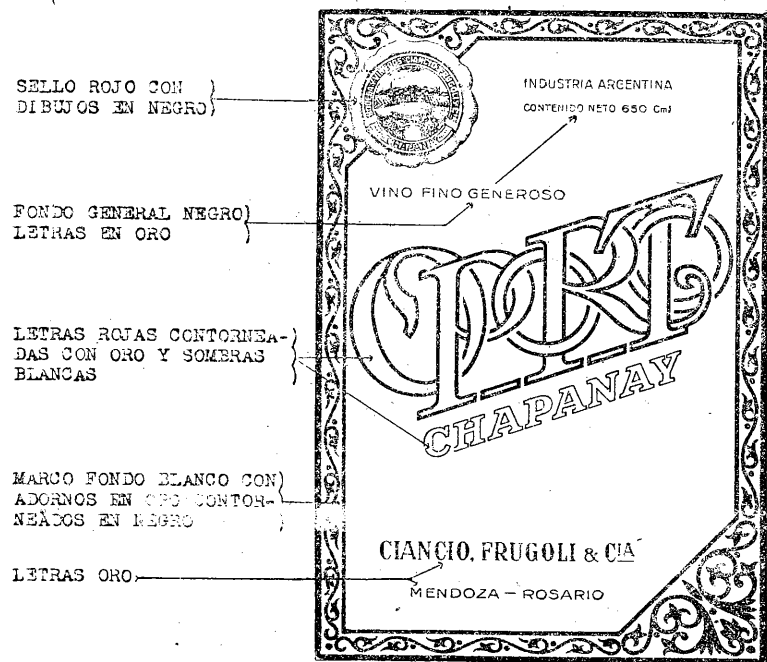 SELLO ROJO CON
DIBUJOS EN NEGRO
FONDO GENERAL NEGRO
LETRAS EN ORO
LETRAS ROJAS CONTORNEA-
DAS CON ORO Y SOMBRAS
BLANCAS
MARCO FONDO BLANCO CON
ADORNOS EN ORO CONTOR-
NEADOS EN NEGRO
LETRAS ORO
CHAPANAY
INDUSTRIA ARGENTINA
CONTENIDO NETO 650 Cm3
VINO FINO GENEROSO
OPORTO
CHAPANAY
CIANCIO, FRUGOLI & CIA
MENDOZA – ROSARIO